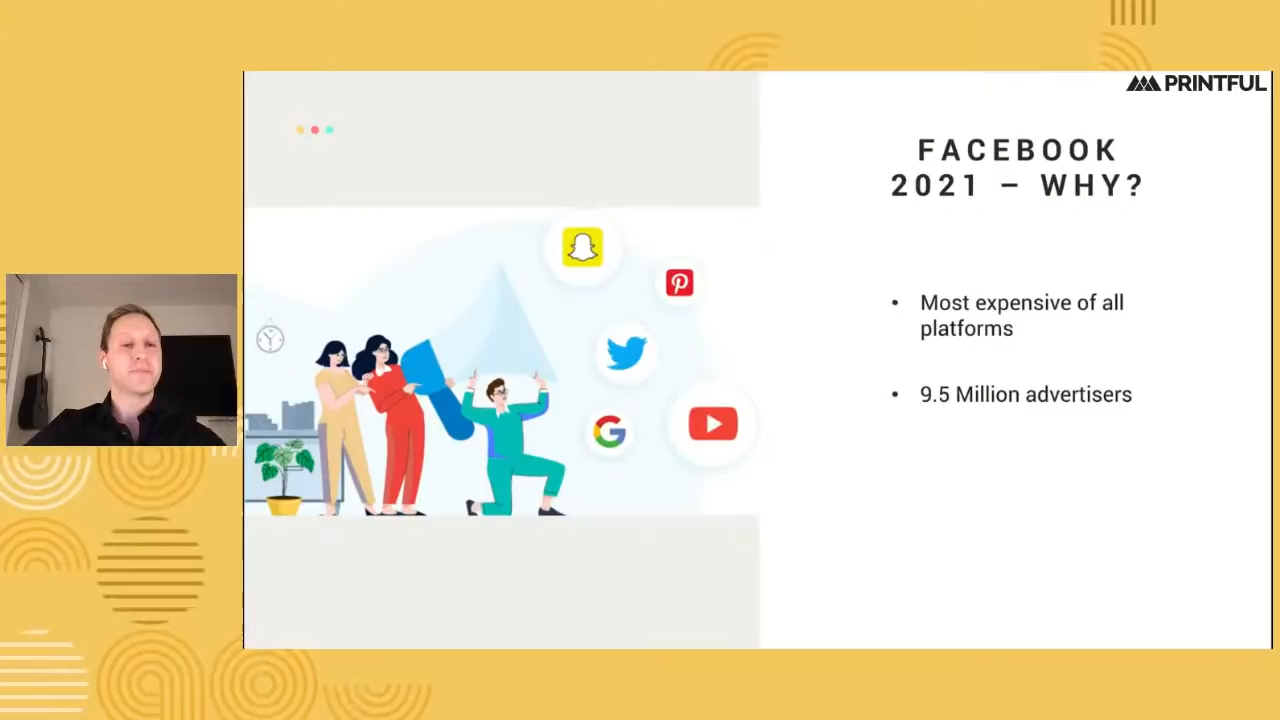 PRINTFUL
FACEBOOK
2021 – WHY?
• Most expensive of all
platforms
• 9.5 Million advertisers